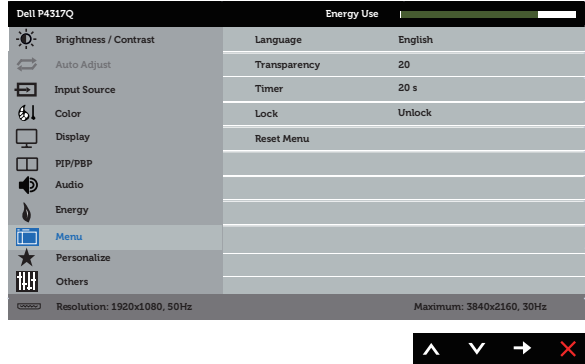 Dell P4317Q Energy Use
Brightness / Contrast Language English
Auto Adjust Transparency 20
Input Source Timer 20 s
Color Lock Unlock
Display Reset Menu
PIP/PBP
Audio
Energy
Menu
Personalize
Others
Resolution: 1920x1080, 50Hz Maximum: 3840x2160, 30Hz